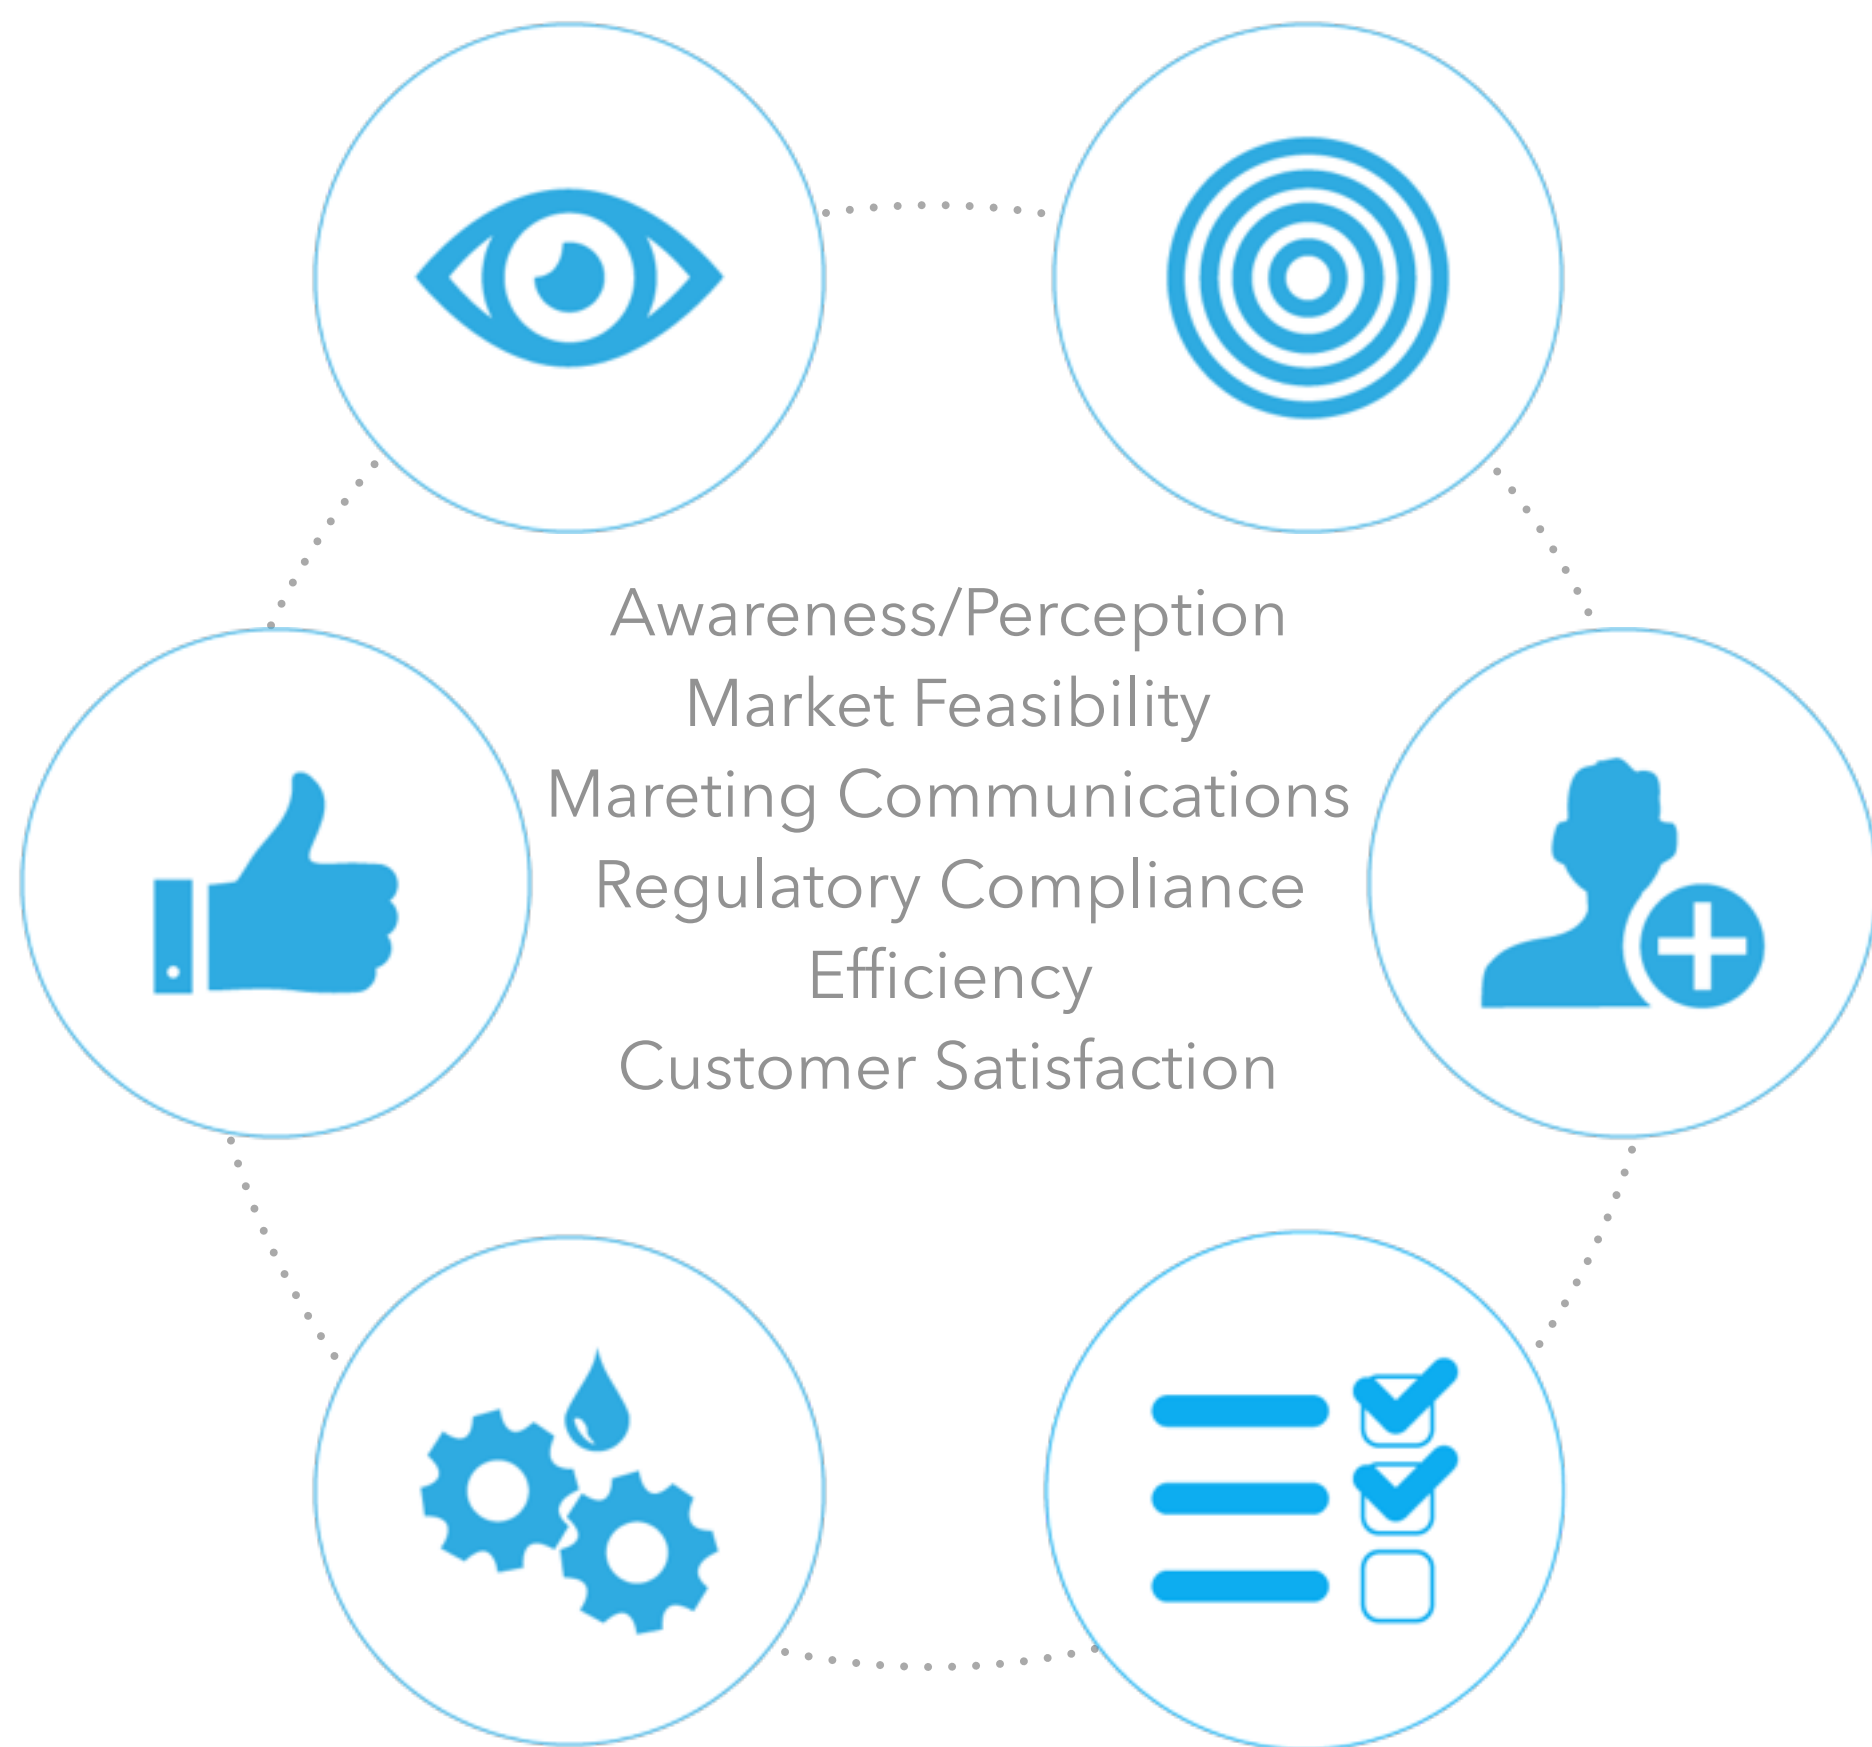 Awareness/Perception
Market Feasibility
Mareting Communications
Regulatory Compliance
Efficiency
Customer Satisfaction